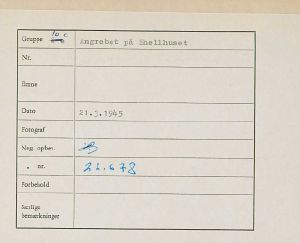 Gruppe 10 c Angrebet på Shellhuset
Nr.
Emne
Dato 21.3.1945
Fotograf
Neg. opbev.
" nr. 21.678
Forbehold
Særlige
bemærkninger